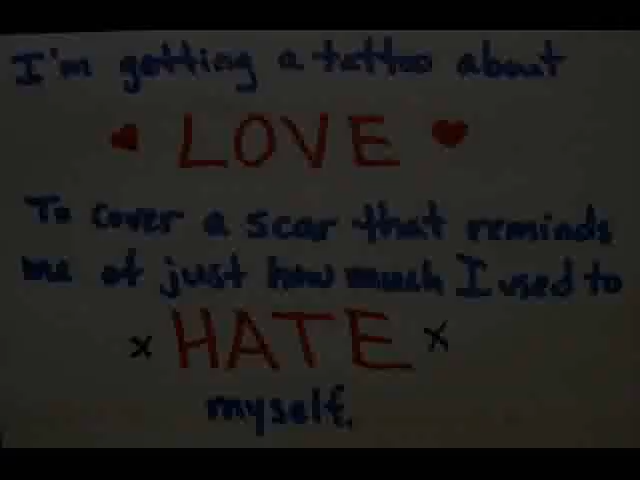 I'm getting a tattoo about
LOVE
To cover a scar that reminds
me of just how much I used to
x HATE x
myself.